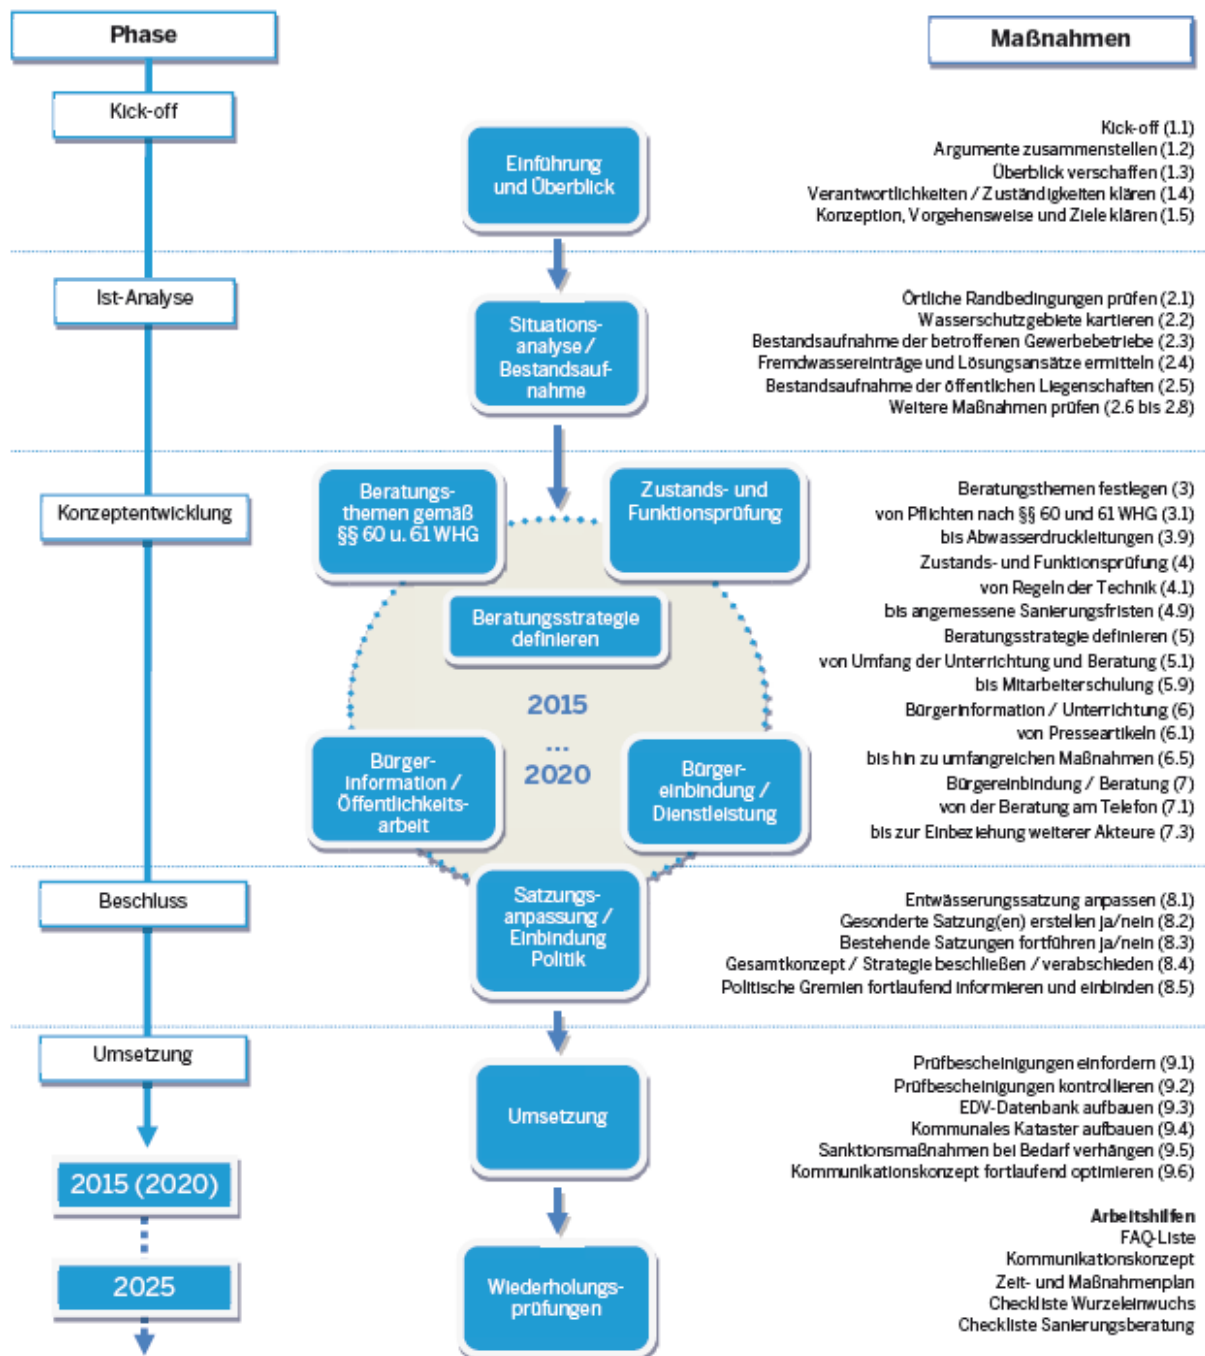 Phase
Maßnahmen
Kick-off
Einführung
und Überblick
Kick-off (1.1)
Argumente zusammenstellen (1.2)
Überblick verschaffen (1.3)
Verantwortlichkeiten / Zuständigkeiten klären (1.4)
Konzeption, Vorgehensweise und Ziele klären (1.5)
Ist-Analyse
Situations-
analyse /
Bestandsauf-
nahme
Örtliche Randbedingungen prüfen (2.1)
Wasserschutzgebiete kartieren (2.2)
Bestandsaufnahme der betroffenen Gewerbebetriebe (2.3)
Fremdwassereinträge und Lösungsansätze ermitteln (2.4)
Bestandsaufnahme der öffentlichen Liegenschaften (2.5)
Weitere Maßnahmen prüfen (2.6 bis 2.8)
Konzeptentwicklung
Beratungs-
themen gemäß
§§ 60 u. 61 WHG
Zustands- und
Funktionsprüfung
Beratungsstrategie
definieren
2015
...
2020
Bürger-
information /
Öffentlichkeits-
arbeit
Bürger-
einbindung /
Dienstleistung
Beratungsthemen festlegen (3)
von Pflichten nach §§ 60 und 61 WHG (3.1)
bis Abwasserdruckleitungen (3.9)
Zustands- und Funktionsprüfung (4)
von Regeln der Technik (4.1)
bis angemessene Sanierungsfristen (4.9)
Beratungsstrategie definieren (5)
von Umfang der Unterrichtung und Beratung (5.1)
bis Mitarbeiterschulung (5.9)
Bürgerinformation / Unterrichtung (6)
von Presseartikeln (6.1)
bis hin zu umfangreichen Maßnahmen (6.5)
Bürgereinbindung / Beratung (7)
von der Beratung am Telefon (7.1)
bis zur Einbeziehung weiterer Akteure (7.3)
Beschluss
Satzungs-
anpassung /
Einbindung
Politik
Entwässerungssatzung anpassen (8.1)
Gesonderte Satzung(en) erstellen ja/nein (8.2)
Bestehende Satzungen fortführen ja/nein (8.3)
Gesamtkonzept / Strategie beschließen / verabschieden (8.4)
Politische Gremien fortlaufend informieren und einbinden (8.5)
Umsetzung
Umsetzung
Prüfbescheinigungen einfordern (9.1)
Prüfbescheinigungen kontrollieren (9.2)
EDV-Datenbank aufbauen (9.3)
Kommunales Kataster aufbauen (9.4)
Sanktionsmaßnahmen bei Bedarf verhängen (9.5)
Kommunikationskonzept fortlaufend optimieren (9.6)
2015 (2020)
2025
Wiederholungs-
prüfungen
Arbeitshilfen
FAQ-Liste
Kommunikationskonzept
Zeit- und Maßnahmenplan
Checkliste Wurzeleinwuchs
Checkliste Sanierungsberatung